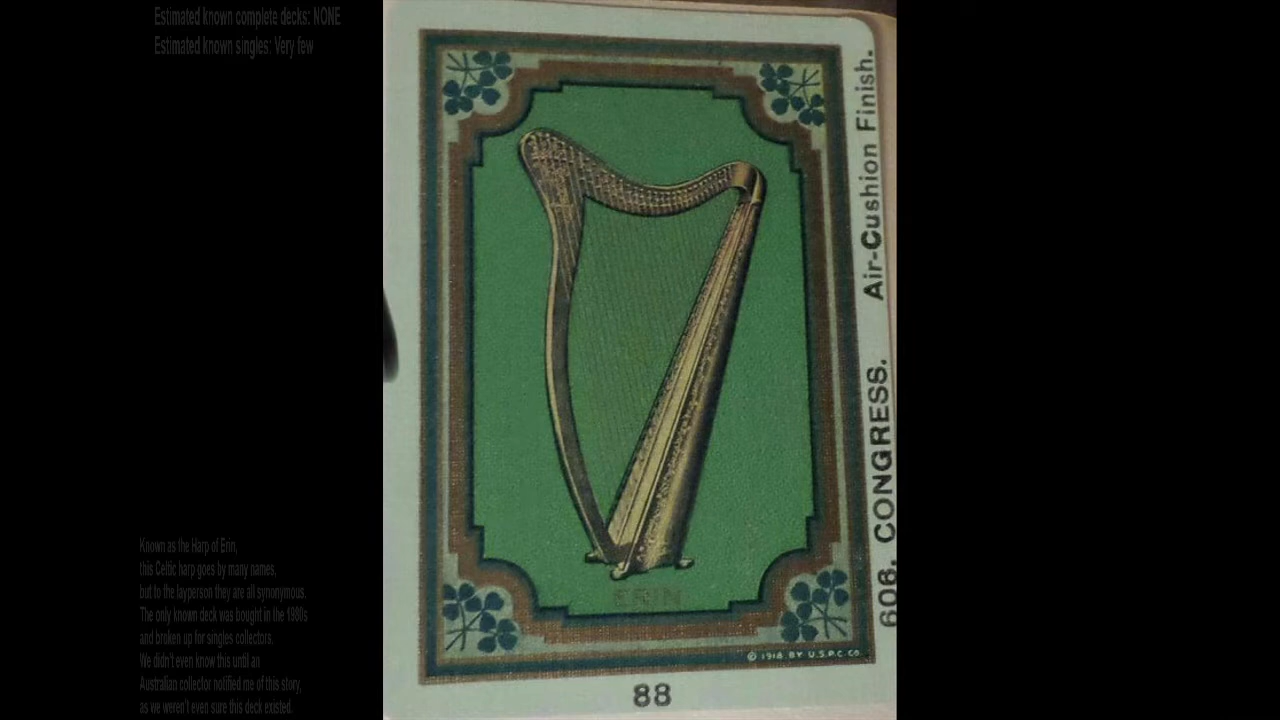 Estimated known complete decks: NONE
Estimated known singles: Very few
Air-Cushion Finish.
606. CONGRESS.
ERIN
© 1918 BY U.S.P.C. CO.
88
Known as the Harp of Erin,
this Celtic harp goes by many names,
but to the layperson they are all synonymous.
The only known deck was bought in the 1980s
and broken up for singles collectors.
We didn't even know this until an
Australian collector notified me of this story,
as we weren't even sure this deck existed.